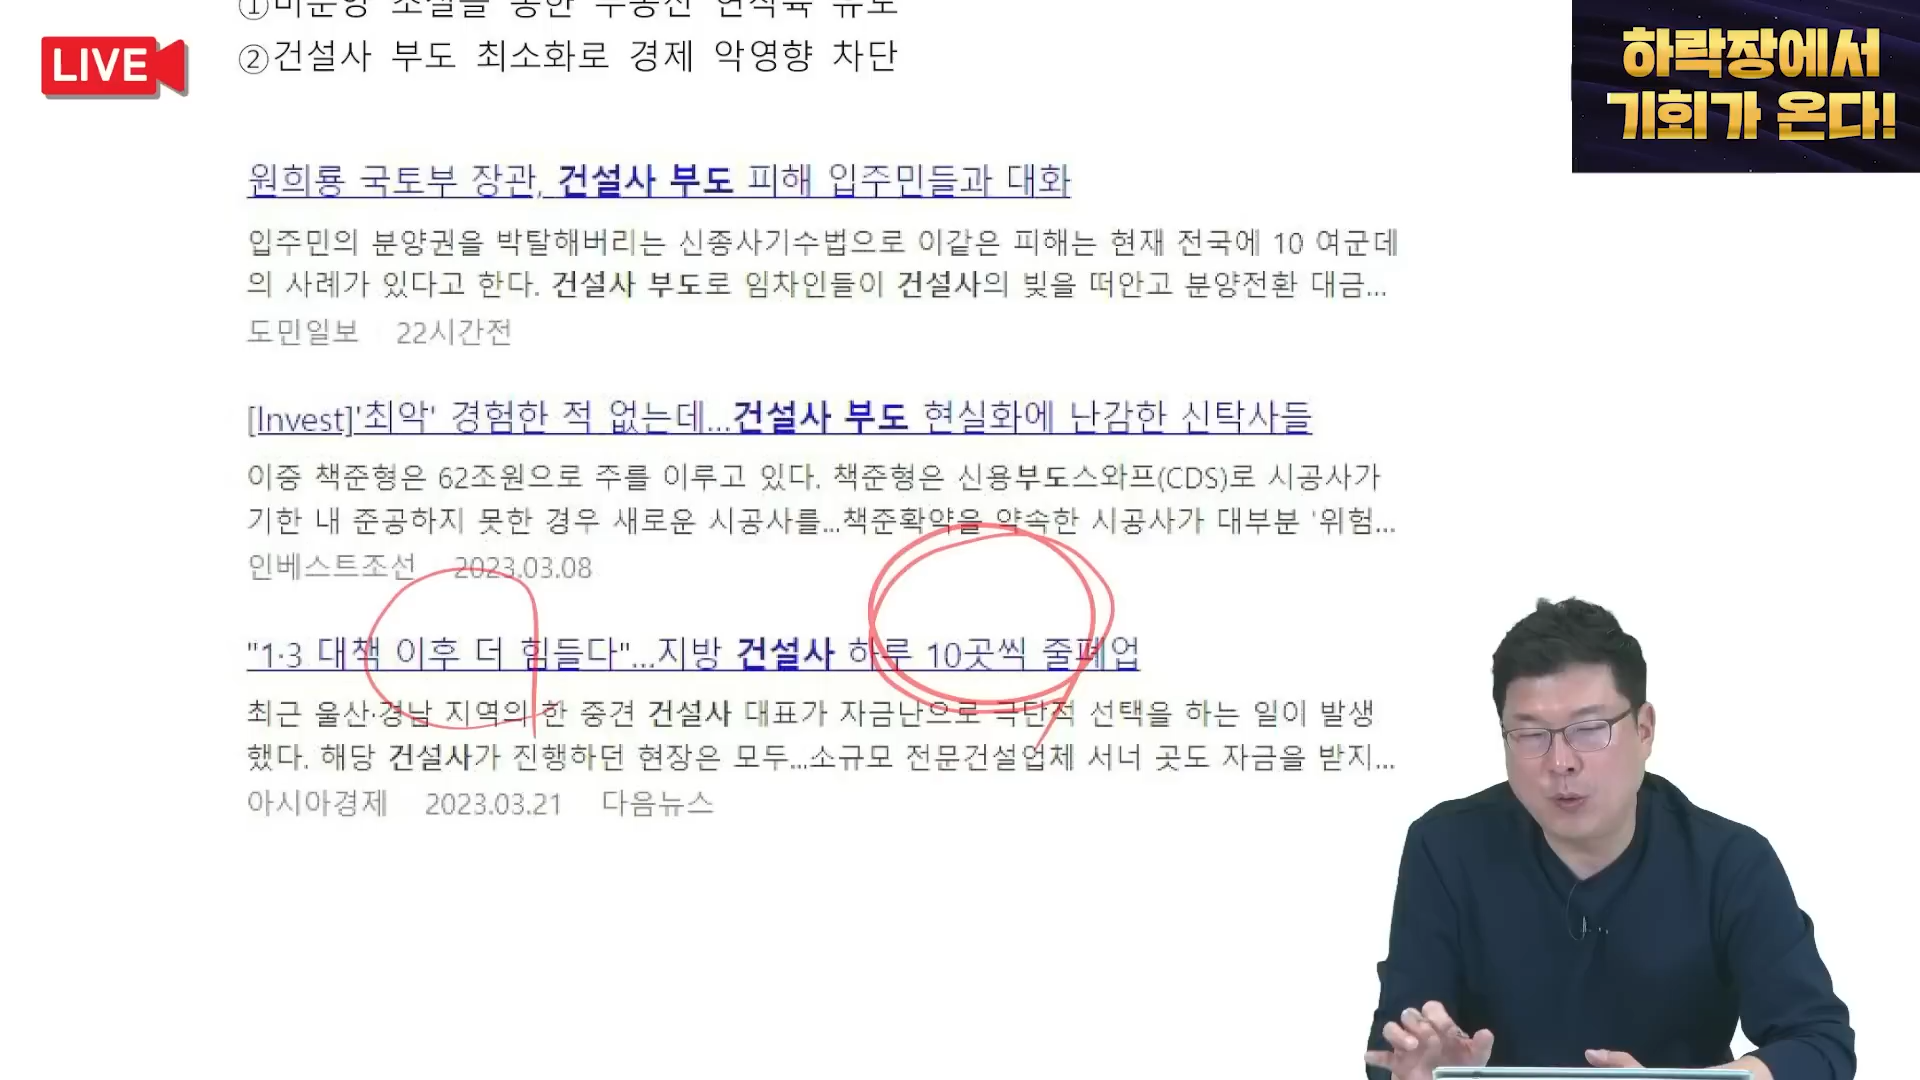 ①미분양 조절을 통한 부동산 연착륙 유도
LIVE
②건설사 부도 최소화로 경제 악영향 차단
하락장에서
기회가 온다!
원희룡 국토부 장관, 건설사 부도 피해 입주민들과 대화
입주민의 분양권을 박탈해버리는 신종사기수법으로 이같은 피해는 현재 전국에 10 여군데
의 사례가 있다고 한다. 건설사 부도로 임차인들이 건설사의 빚을 떠안고 분양전환 대금...
도민일보 22시간전
[Invest]'최악' 경험한 적 없는데...건설사 부도 현실화에 난감한 신탁사들
이중 책준형은 62조원으로 주를 이루고 있다. 책준형은 신용부도스와프(CDS)로 시공사가
기한 내 준공하지 못한 경우 새로운 시공사를...책준확약을 약속한 시공사가 대부분 '위험...
인베스트조선 2023.03.08
"1·3 대책 이후 더 힘들다"...지방 건설사 하루 10곳씩 줄폐업
최근 울산·경남 지역의 한 중견 건설사 대표가 자금난으로 극단적 선택을 하는 일이 발생
했다. 해당 건설사가 진행하던 현장은 모두...소규모 전문건설업체 서너 곳도 자금을 받지...
아시아경제 2023.03.21 다음뉴스